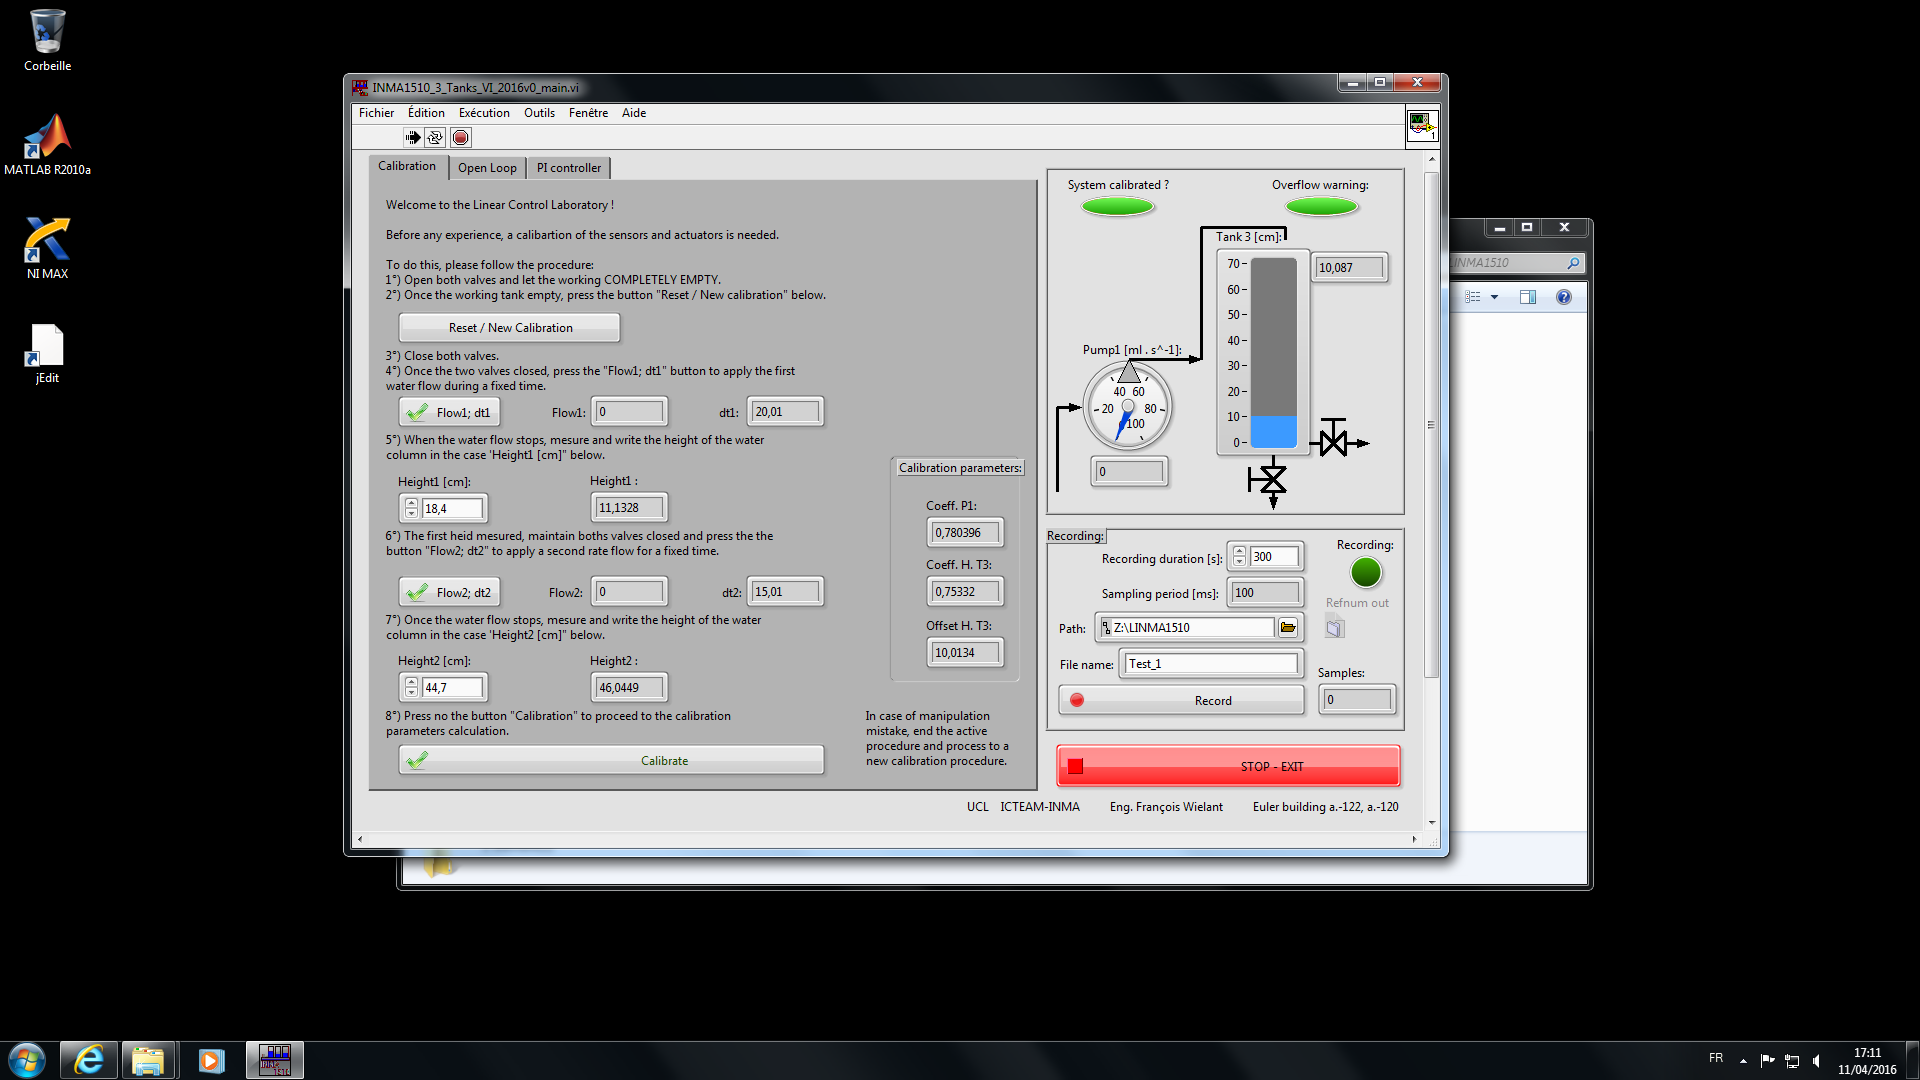 Corbeille
MATLAB R2010a
NI MAX
jEdit
INMA1510_3_Tanks_VI_2016v0_main.vi
Fichier Édition Exécution Outils Fenêtre Aide
1
Calibration Open Loop PI controller
Welcome to the Linear Control Laboratory !
Before any experience, a calibartion of the sensors and actuators is needed.
To do this, please follow the procedure:
1°) Open both valves and let the working COMPLETELY EMPTY.
2°) Once the working tank empty, press the button "Reset / New calibration" below.
Reset / New Calibration
3°) Close both valves.
4°) Once the two valves closed, press the "Flow1; dt1" button to apply the first
water flow during a fixed time.
Flow1; dt1 Flow1: 0 dt1: 20,01
5°) When the water flow stops, mesure and write the height of the water
column in the case 'Height1 [cm]" below.
Height1 [cm]: Height1 :
18,4 11,1328
6°) The first heid mesured, maintain boths valves closed and press the the
button "Flow2; dt2" to apply a second rate flow for a fixed time.
Flow2; dt2 Flow2: 0 dt2: 15,01
7°) Once the water flow stops, mesure and write the height of the water
column in the case 'Height2 [cm]" below.
Height2 [cm]: Height2 :
44,7 46,0449
8°) Press no the button "Calibration" to proceed to the calibration
parameters calculation.
Calibrate
Calibration parameters:
Coeff. P1:
0,780396
Coeff. H. T3:
0,75332
Offset H. T3:
10,0134
In case of manipulation
mistake, end the active
procedure and process to a
new calibration procedure.
System calibrated ? Overflow warning:
Tank 3 [cm]:
10,087
70
60
50
40
30
20
10
0
Pump1 [ml . s^-1]:
40 60
20 80
100
0
Recording:
Recording duration [s]: 300
Recording:
Sampling period [ms]: 100
Refnum out
Path: Z:\LINMA1510
File name: Test_1
Samples:
Record 0
STOP - EXIT
UCL ICTEAM-INMA Eng. François Wielant Euler building a.-122, a.-120
LINMA1510
FR
17:11
11/04/2016